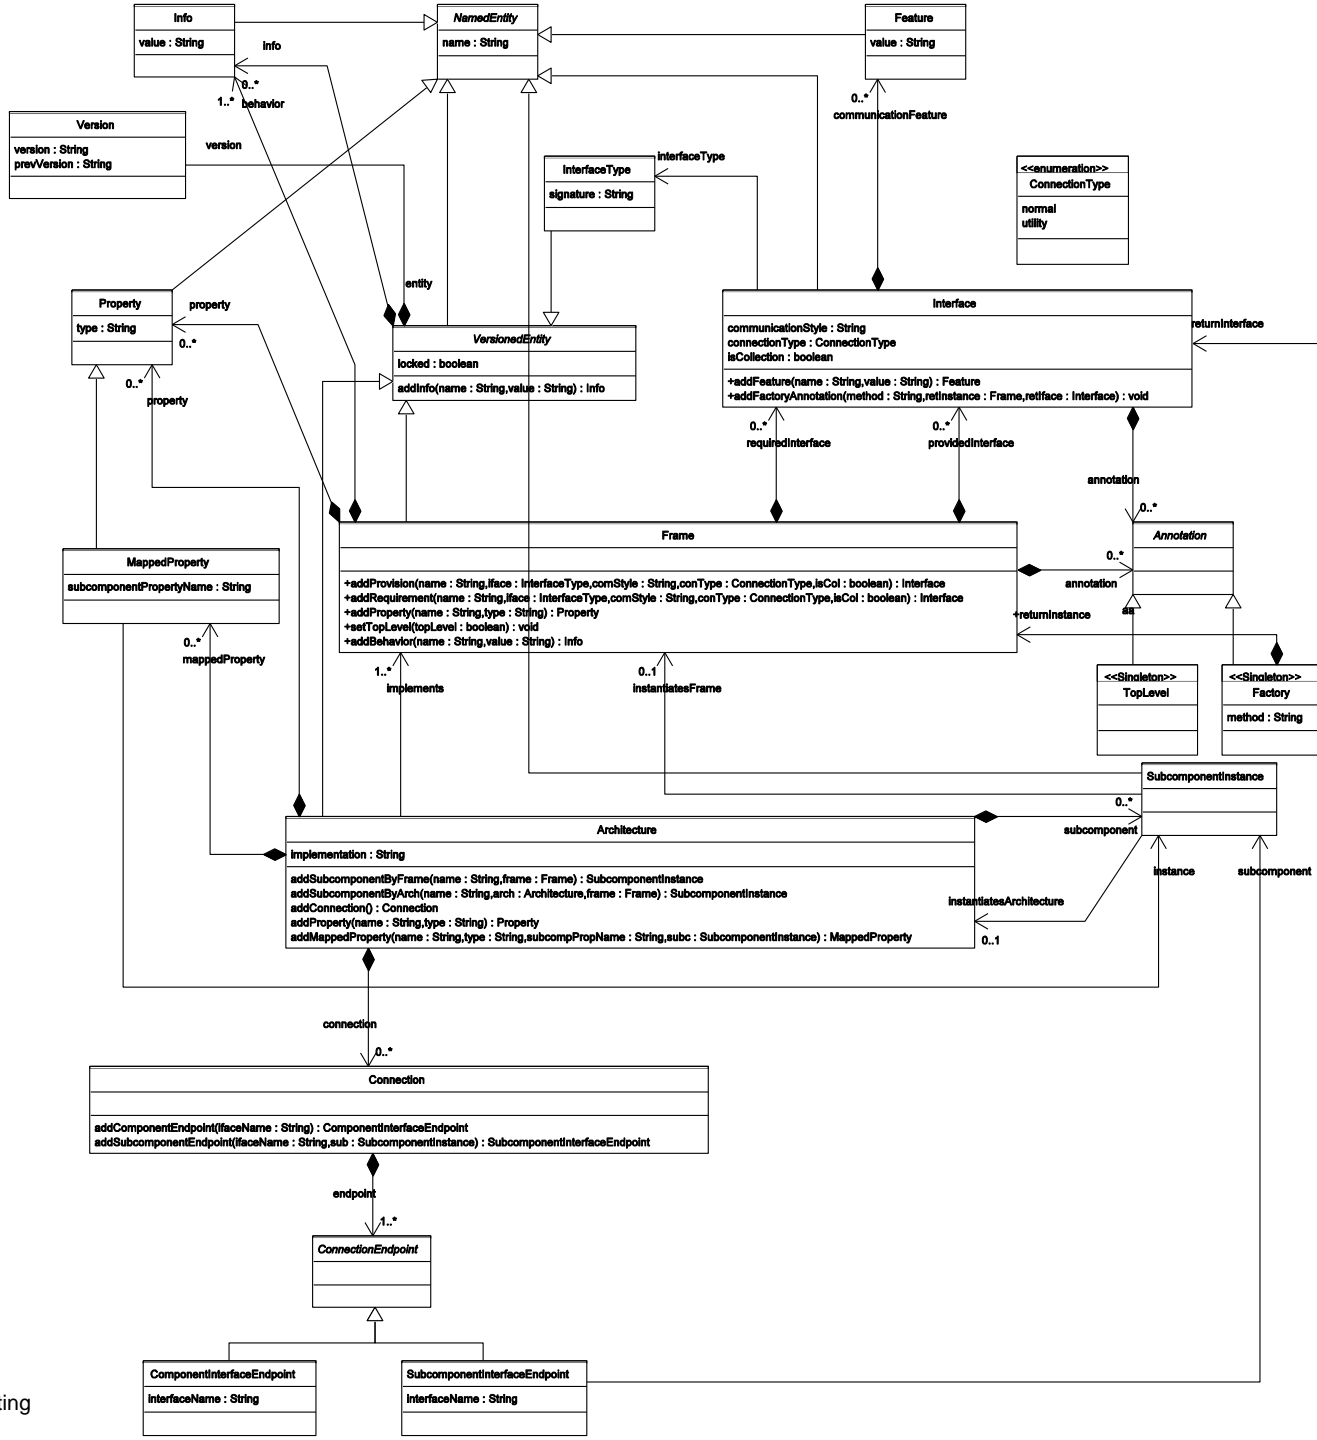 Info
value : String
info
0..*
1..*
behavior
NamedEntity
name : String
Feature
value : String
0..*
communicationFeature
Version
version : String
prevVersion : String
version
InterfaceType
signature : String
interfaceType
<<enumeration>>
ConnectionType
normal
utility
Property
type : String
property
0..*
0..*
property
entity
VersionedEntity
locked : boolean
addInfo(name : String,value : String) : Info
Interface
communicationStyle : String
connectionType : ConnectionType
isCollection : boolean
+addFeature(name : String,value : String) : Feature
+addFactoryAnnotation(method : String,retInstance : Frame,retIface : Interface) : void
returnInterface
0..*
requiredInterface
0..*
providedInterface
annotation
0..*
MappedProperty
subcomponentPropertyName : String
0..*
mappedProperty
Frame
+addProvision(name : String,iface : InterfaceType,comStyle : String,conType : ConnectionType,isCol : boolean) : Interface
+addRequirement(name : String,iface : InterfaceType,comStyle : String,conType : ConnectionType,isCol : boolean) : Interface
+addProperty(name : String,type : String) : Property
+setTopLevel(topLevel : boolean) : void
+addBehavior(name : String,value : String) : Info
0..*
annotation
Annotation
+returnInstance
1..*
implements
0..1
instantiatesFrame
<<Singleton>>
TopLevel
<<Singleton>>
Factory
method : String
SubcomponentInstance
0..*
subcomponent
Architecture
implementation : String
addSubcomponentByFrame(name : String,frame : Frame) : SubcomponentInstance
addSubcomponentByArch(name : String,arch : Architecture,frame : Frame) : SubcomponentInstance
addConnection() : Connection
addProperty(name : String,type : String) : Property
addMappedProperty(name : String,type : String,subcompPropName : String,subc : SubcomponentInstance) : MappedProperty
instance
subcomponent
instantiatesArchitecture
0..1
connection
0..*
Connection
addComponentEndpoint(ifaceName : String) : ComponentInterfaceEndpoint
addSubcomponentEndpoint(ifaceName : String,sub : SubcomponentInstance) : SubcomponentInterfaceEndpoint
endpoint
1..*
ConnectionEndpoint
ComponentInterfaceEndpoint
interfaceName : String
SubcomponentInterfaceEndpoint
interfaceName : String
ting